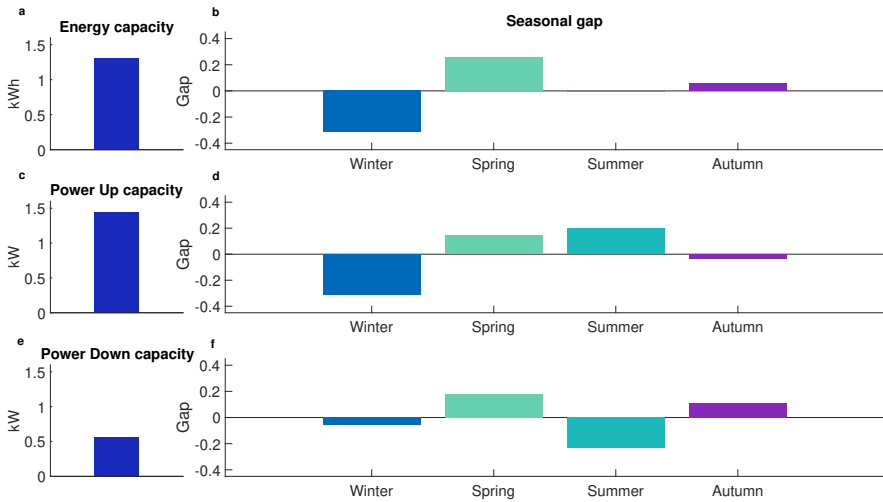 a
Energy capacity
1.5
1
0.5
0
kWh
b
Seasonal gap
0.4
0.2
0
-0.2
-0.4
Gap
Winter Spring Summer Autumn
c
Power Up capacity
1.5
1
0.5
0
kW
d
0.4
0.2
0
-0.2
-0.4
Gap
Winter Spring Summer Autumn
e
Power Down capacity
1.5
1
0.5
0
kW
f
0.4
0.2
0
-0.2
-0.4
Gap
Winter Spring Summer Autumn